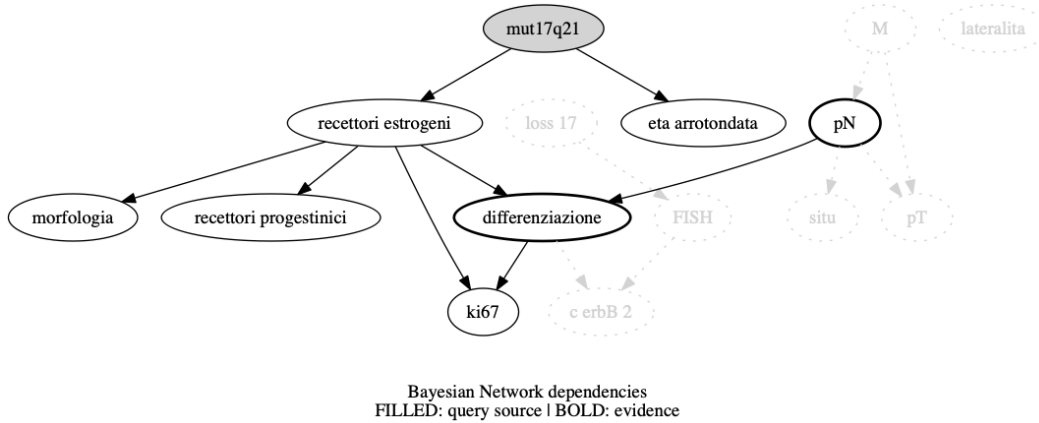 mut17q21
M
lateralita
recettori estrogeni
loss 17
eta arrotondata
pN
morfologia
recettori progestinici
differenziazione
FISH
situ
pT
ki67
c erbB 2
Bayesian Network dependencies
FILLED: query source | BOLD: evidence